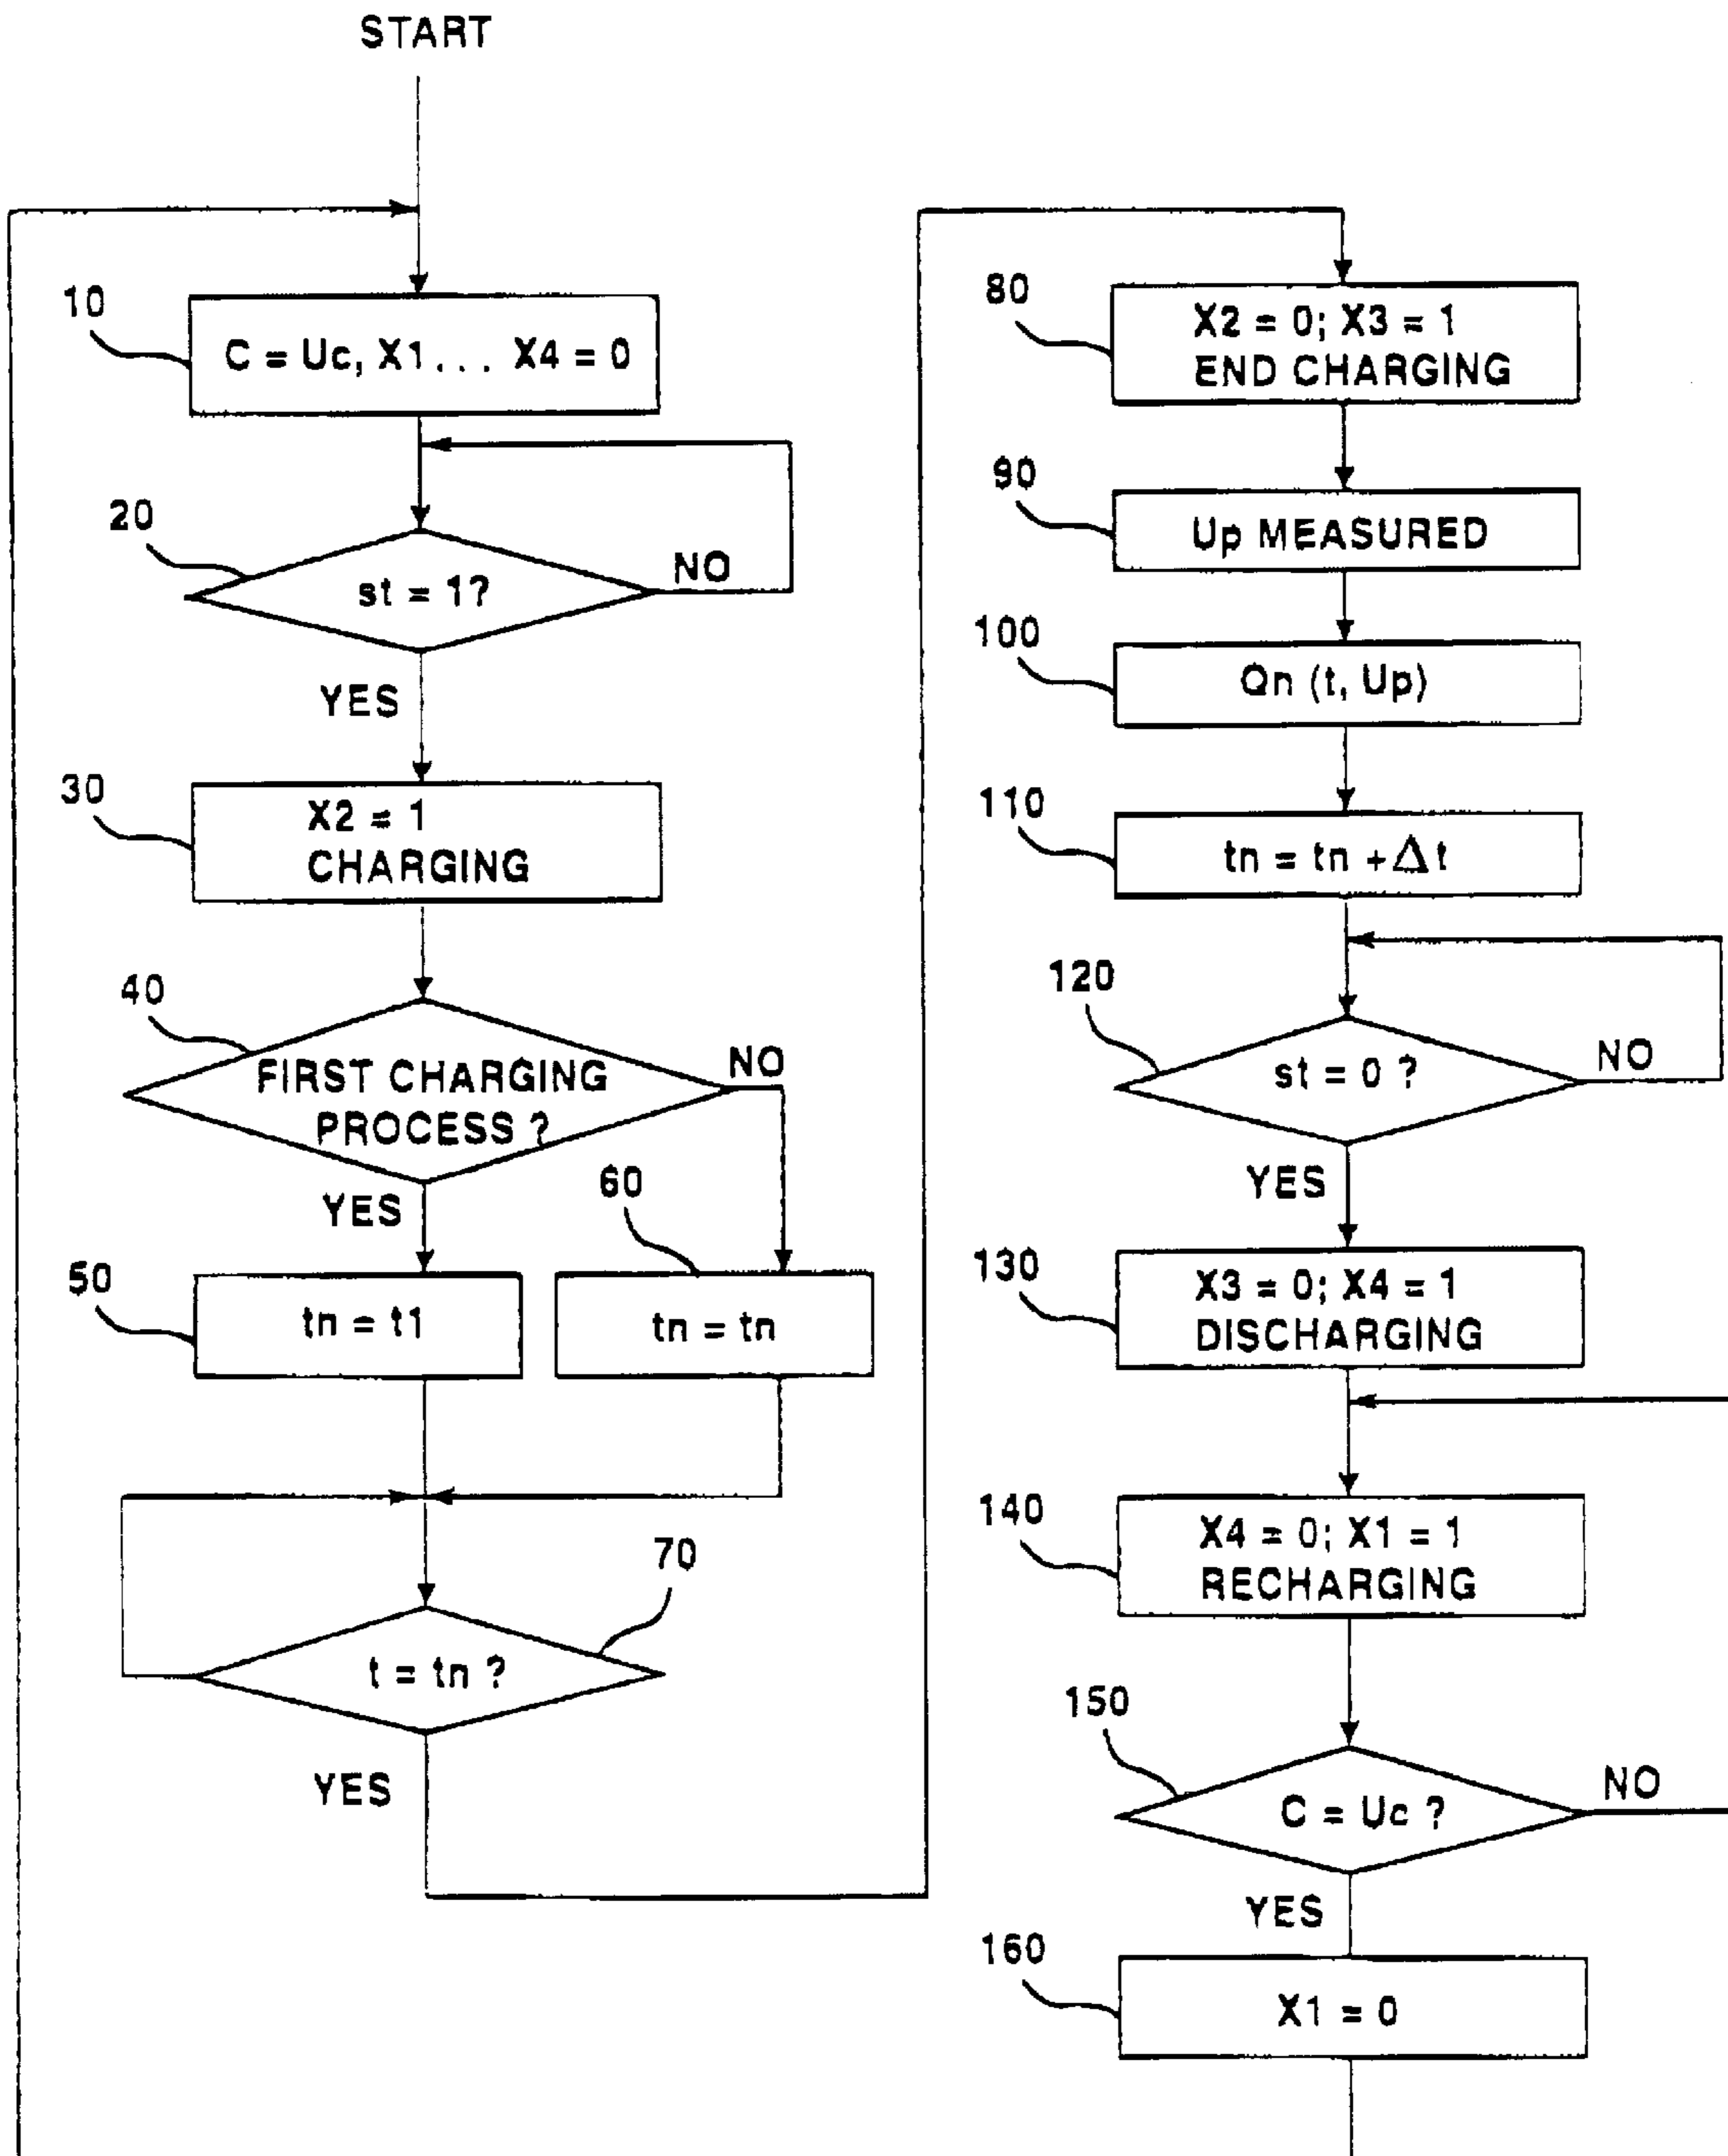 START
10
C = Uc, X1... X4 = 0
20
st = 1?
NO
YES
30
X2 = 1
CHARGING
40
FIRST CHARGING
PROCESS ?
NO
YES
60
50
tn = t1
tn = tn
70
t = tn ?
YES
80
X2 = 0; X3 = 1
END CHARGING
90
Up MEASURED
100
Qn (t, Up)
110
tn = tn + Δt
120
st = 0 ?
NO
YES
130
X3 = 0; X4 = 1
DISCHARGING
140
X4 = 0; X1 = 1
RECHARGING
150
C = Uc ?
NO
YES
160
X1 = 0